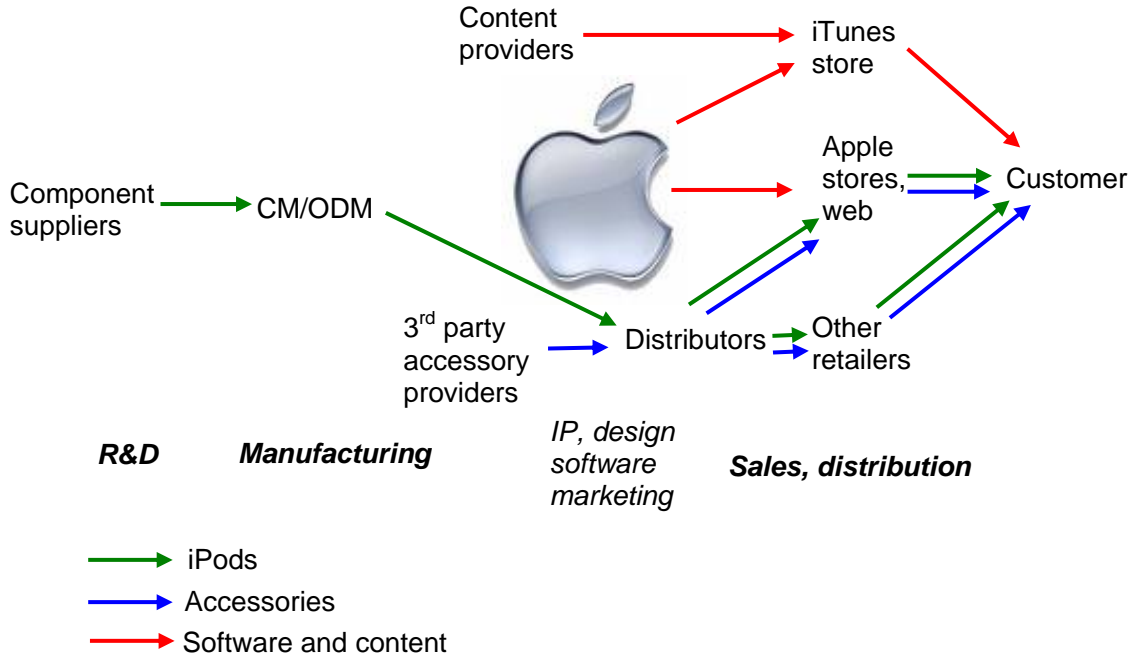 Content
providers
iTunes
store
Apple
stores,
web
Customer
Component
suppliers
CM/ODM
3rd party
accessory
providers
Distributors
Other
retailers
R&D
Manufacturing
IP, design
software
marketing
Sales, distribution
iPods
Accessories
Software and content